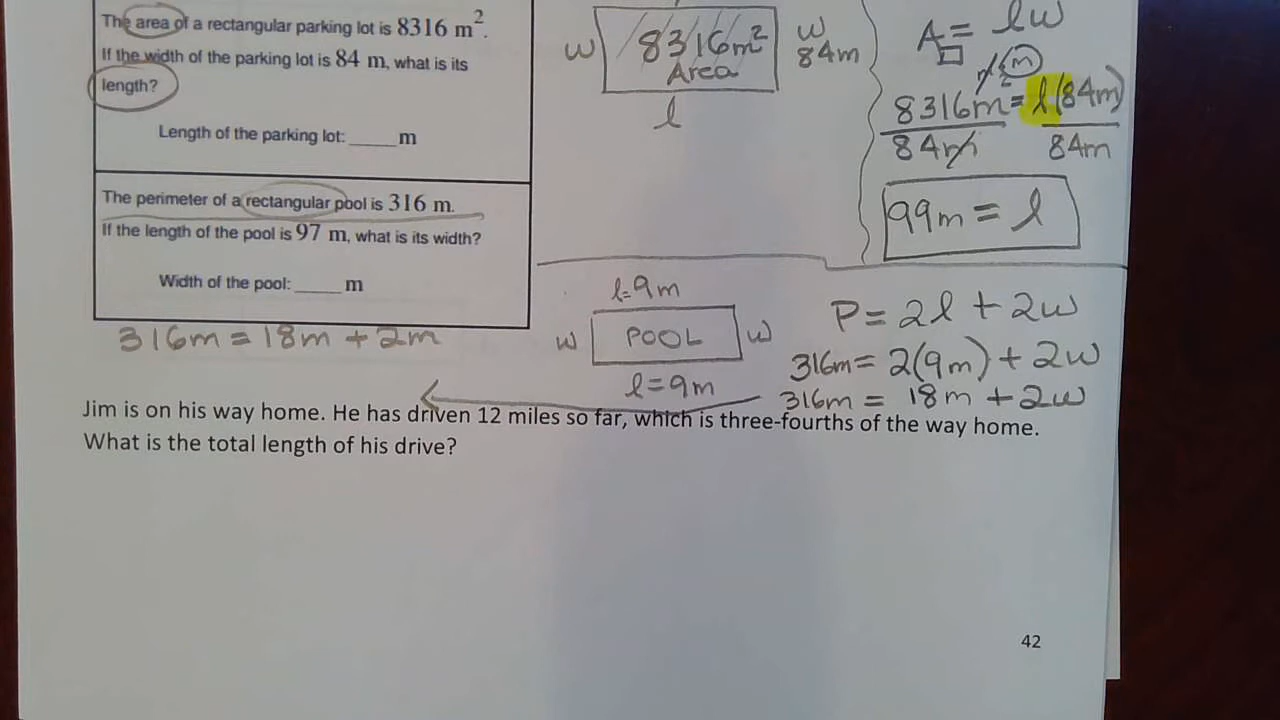 The area of a rectangular parking lot is 8316 m².
If the width of the parking lot is 84 m, what is its
length?
Length of the parking lot: _____ m
w 8316m² w
84m
Area
l
A = lw
m
8316m² = l(84m)
84m 84m
99m = l
The perimeter of a rectangular pool is 316 m.
If the length of the pool is 97 m, what is its width?
Width of the pool: _____ m
l=9m
w POOL w
l=9m
P = 2l + 2w
316m = 2(9m) + 2w
316m = 18m + 2w
316m = 18m + 2m
Jim is on his way home. He has driven 12 miles so far, which is three-fourths of the way home.
What is the total length of his drive?
42